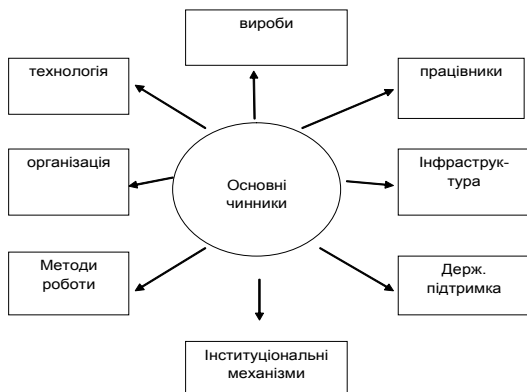 вироби
технологія
працівники
організація
Основні
чинники
Інфраструк-
тура
Методи
роботи
Держ.
підтримка
Інституціональні
механізми